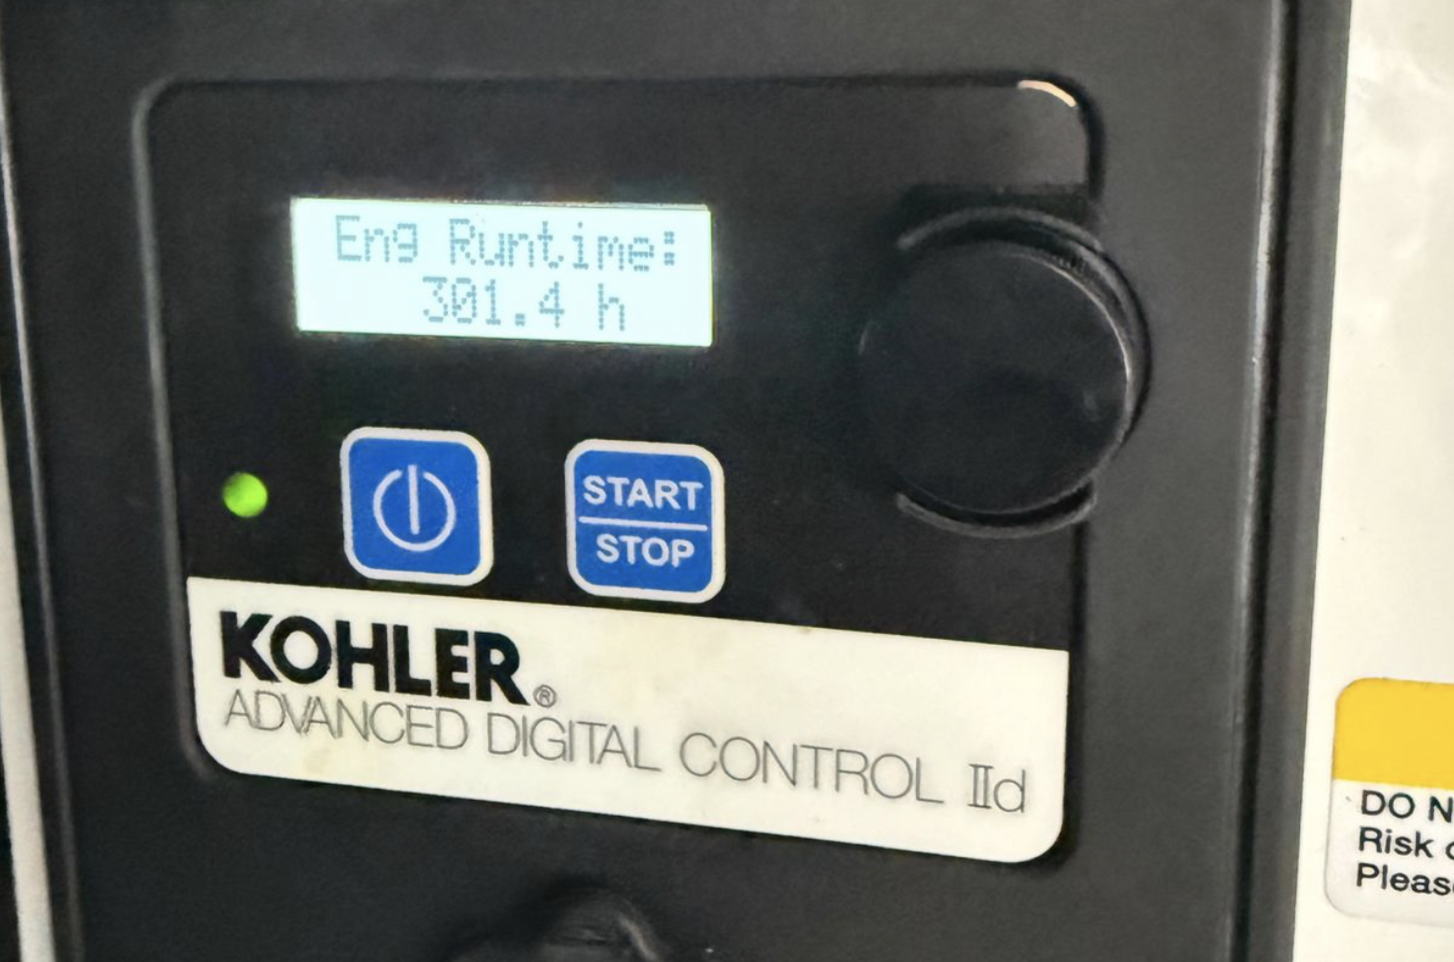 Eng Runtime:
301.4 h
START
STOP
KOHLER®
ADVANCED DIGITAL CONTROL IId
DO N
Risk
Pleas